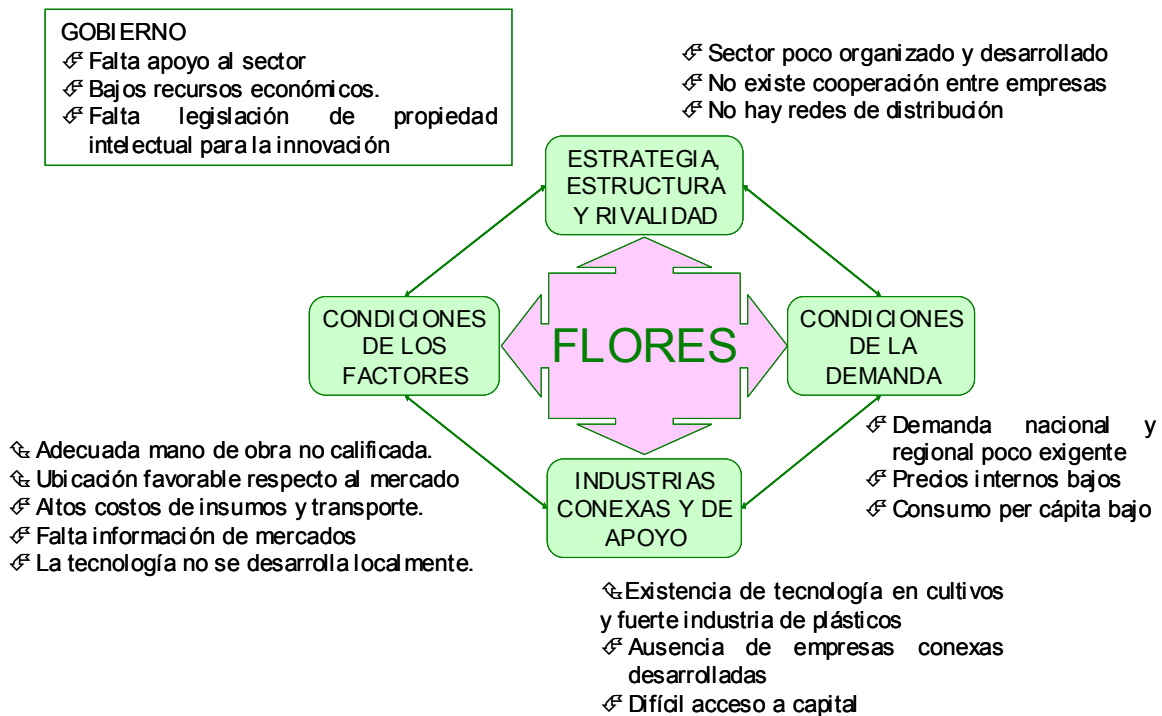 GOBIERNO
Falta apoyo al sector
Bajos recursos económicos.
Falta legislación de propiedad
intelectual para la innovación
Sector poco organizado y desarrollado
No existe cooperación entre empresas
No hay redes de distribución
ESTRATEGIA,
ESTRUCTURA
Y RIVALIDAD
CONDICIONES
DE LOS
FACTORES
FLORES
CONDICIONES
DE LA
DEMANDA
Adecuada mano de obra no calificada.
Ubicación favorable respecto al mercado
Altos costos de insumos y transporte.
Falta información de mercados
La tecnología no se desarrolla localmente.
INDUSTRIAS
CONEXAS Y DE
APOYO
Demanda nacional y
regional poco exigente
Precios internos bajos
Consumo per cápita bajo
Existencia de tecnología en cultivos
y fuerte industria de plásticos
Ausencia de empresas conexas
desarrolladas
Difícil acceso a capital